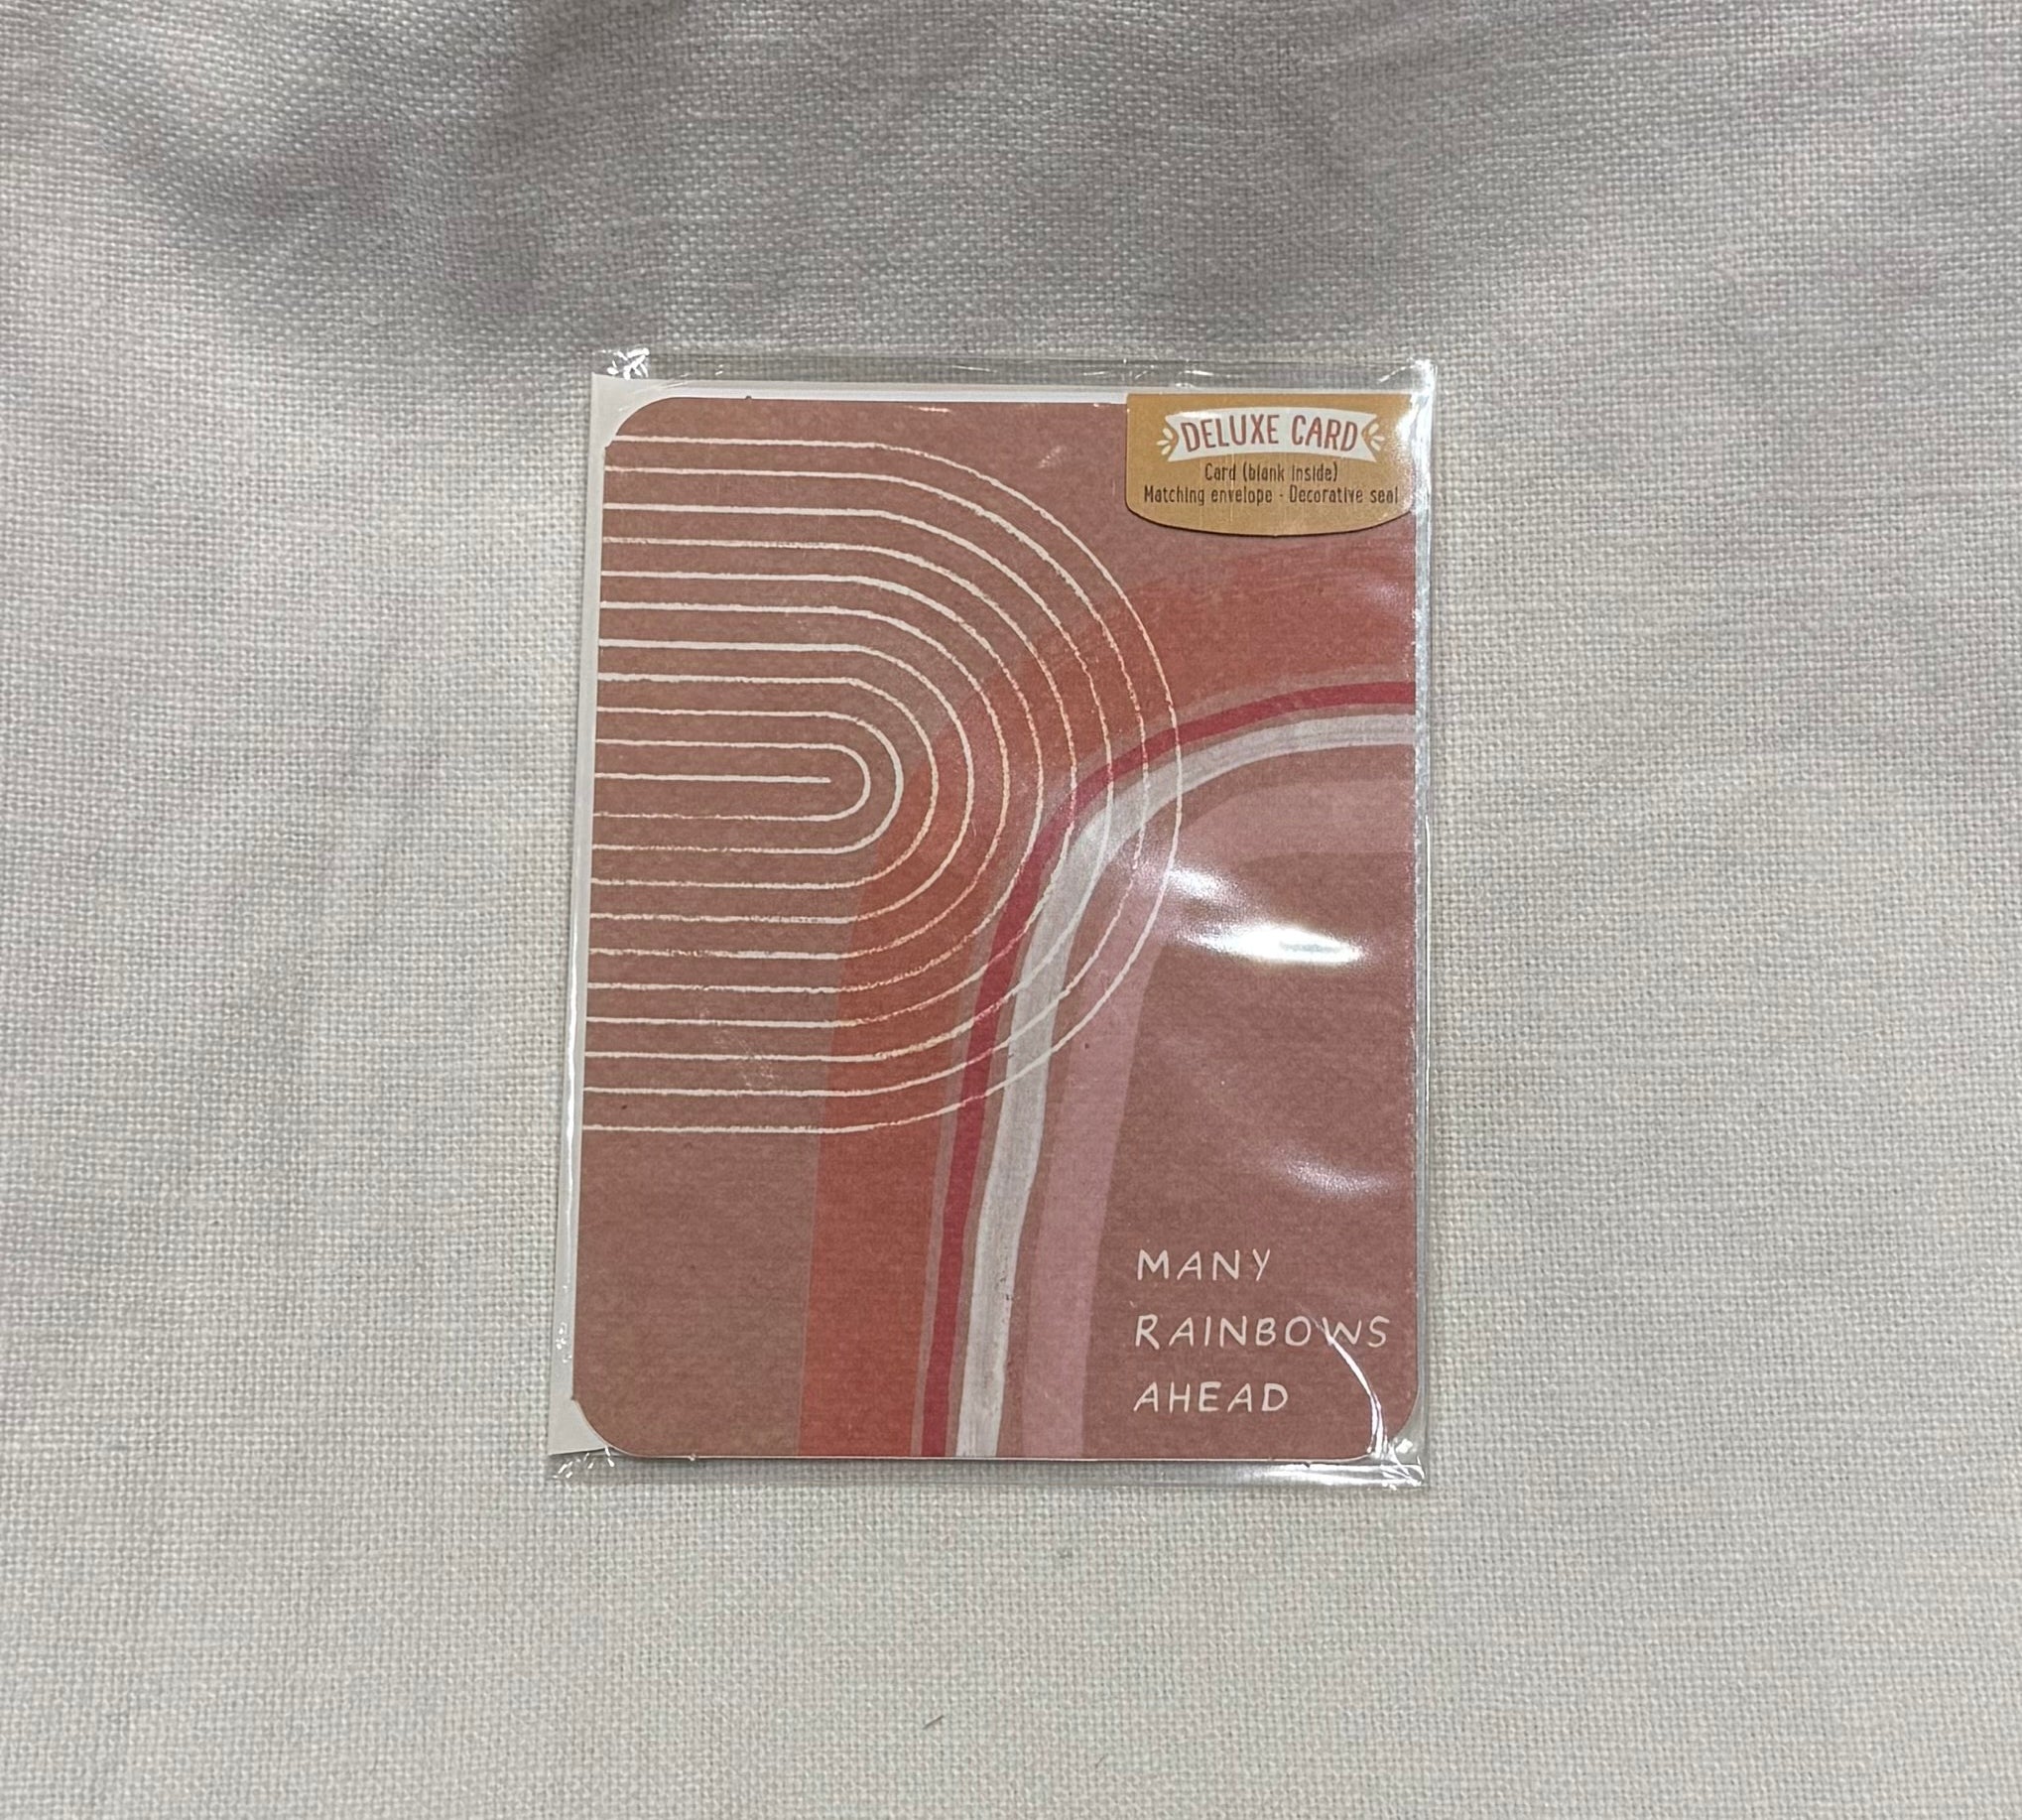 DELUXE CARD
Card (blank inside)
Matching envelope - Decorative seal
MANY
RAINBOWS
AHEAD